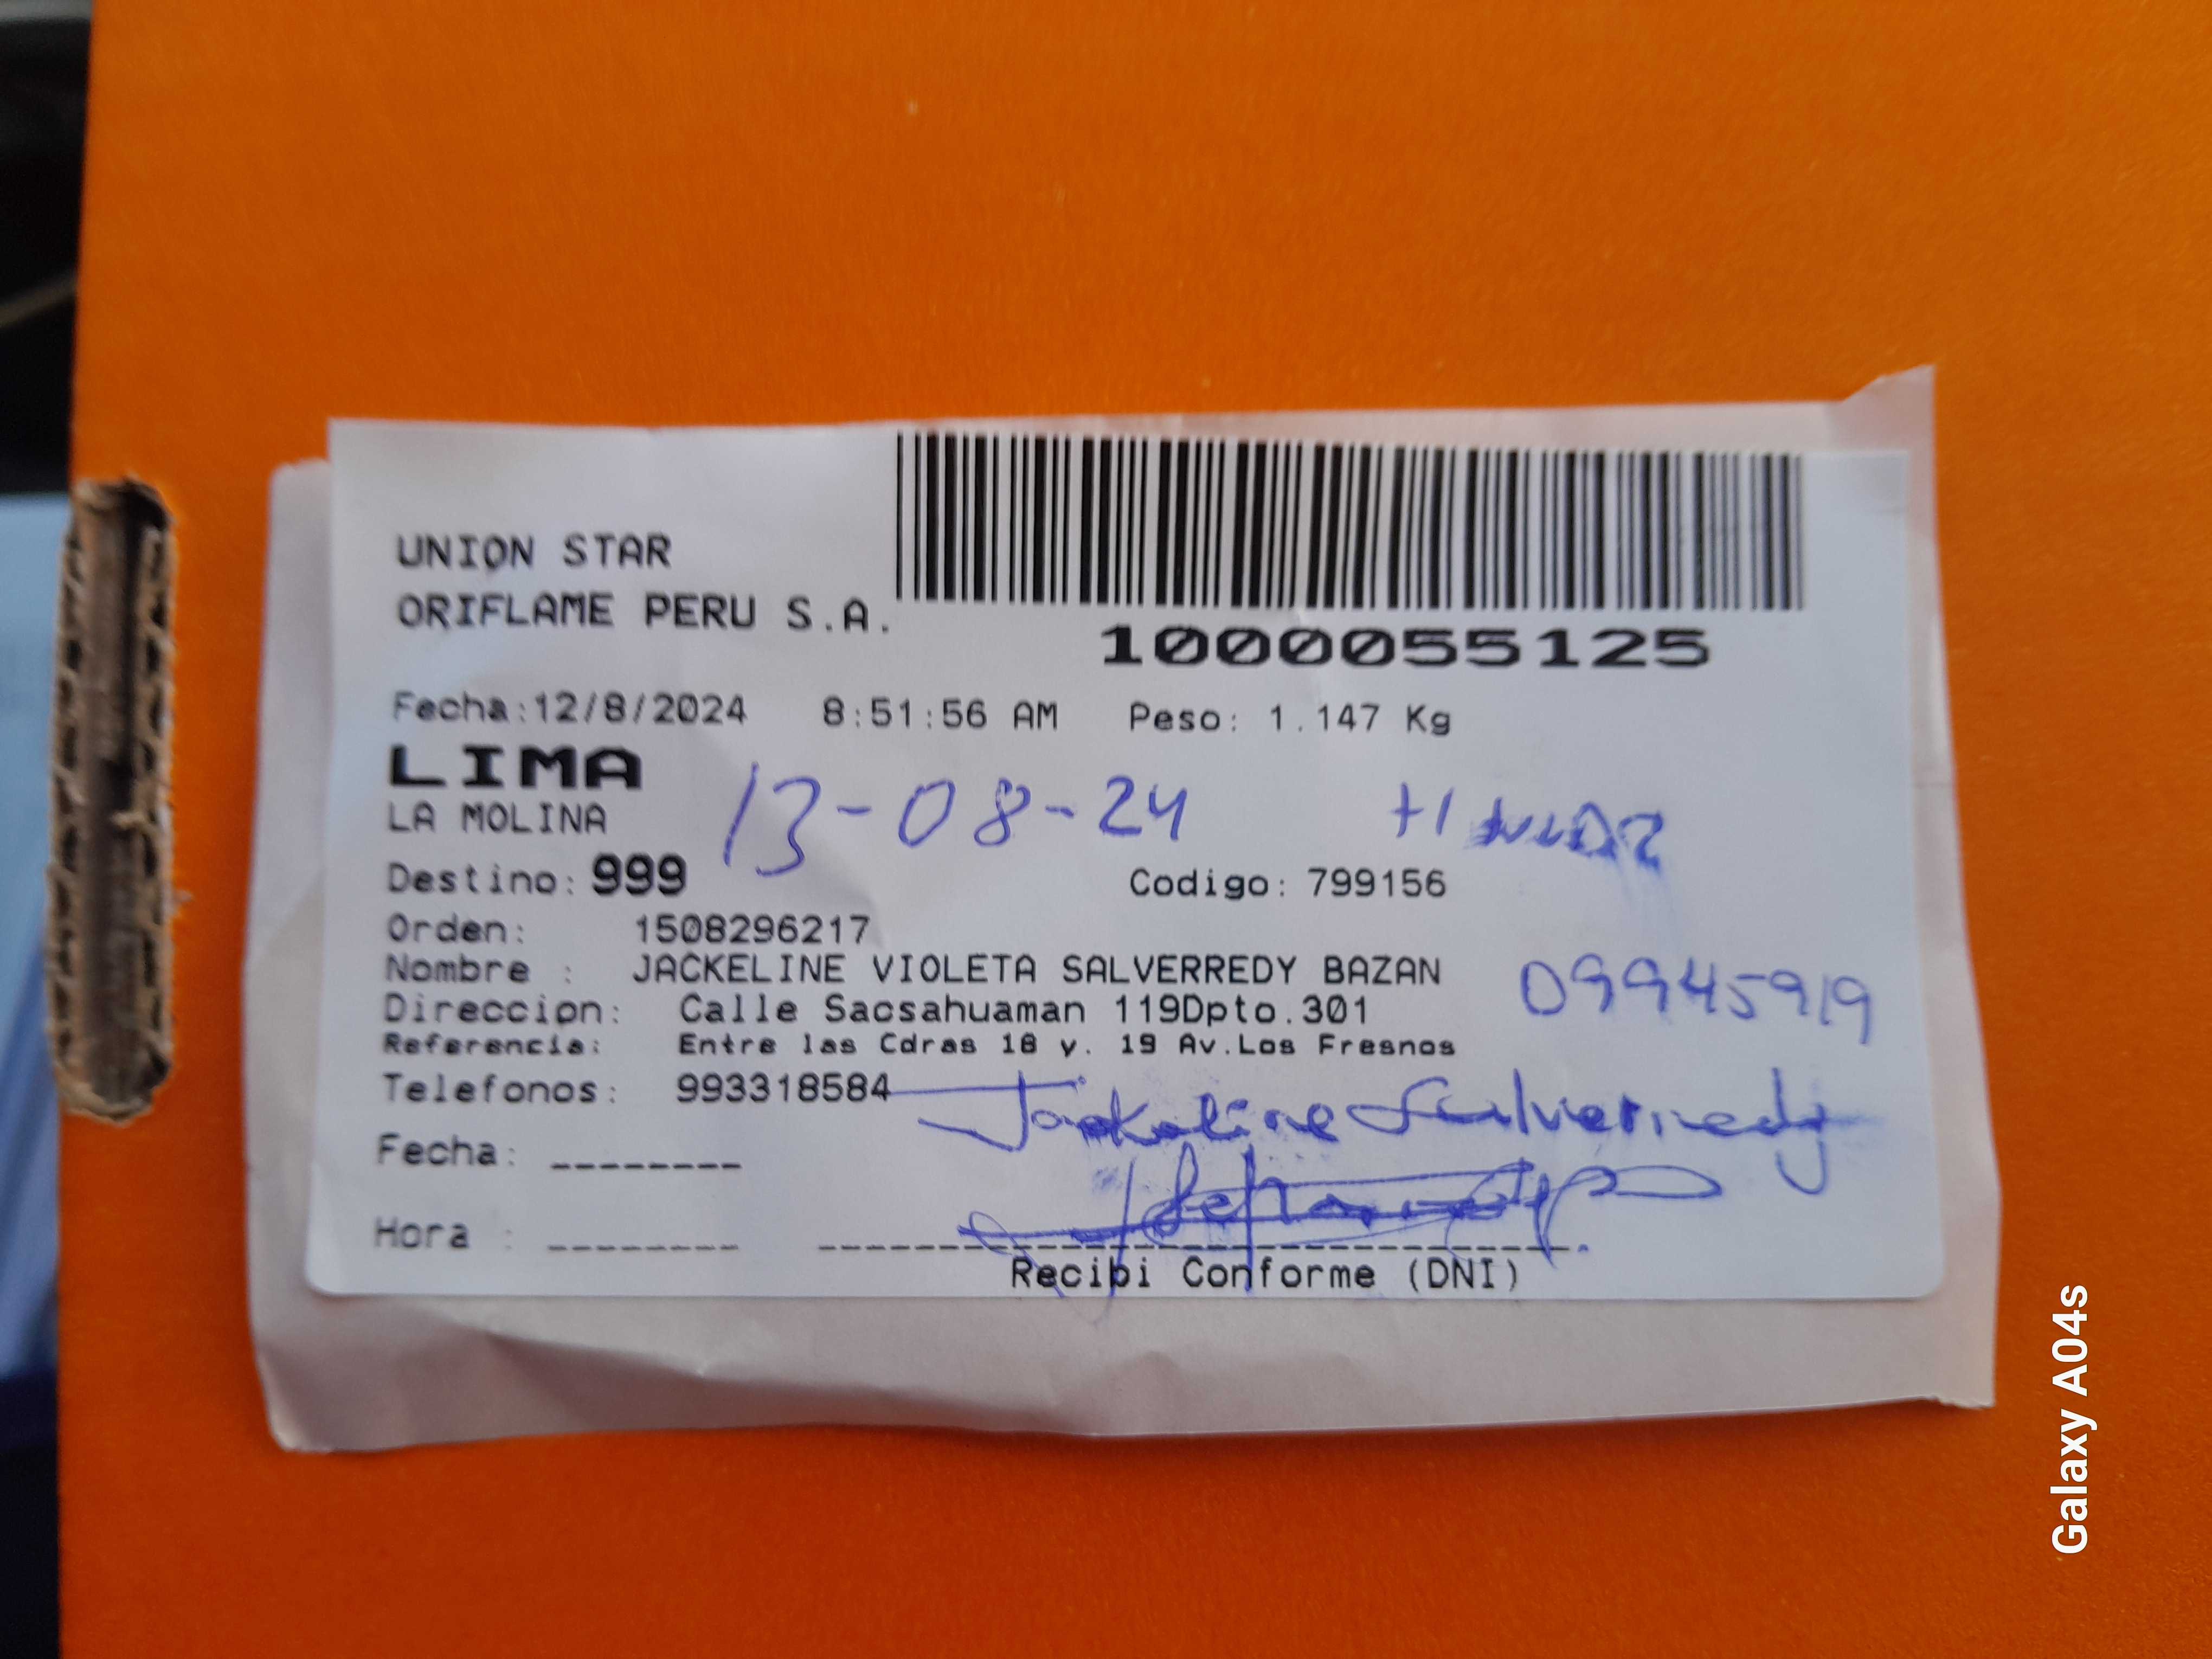 UNION STAR
ORIFLAME PERU S.A.
1000055125
Fecha:12/8/2024 8:51:56 AM Peso: 1.147 Kg
LIMA
LA MOLINA
13-08-24
Destino: 999 Codigo: 799156
Orden: 1508296217
Nombre : JACKELINE VIOLETA SALVERREDY BAZAN
09945919
Direccion: Calle Sacsahuaman 119Dpto.301
Referencia: Entre las Cdras 18 y. 19 Av.Los Fresnos
Telefonos: 993318584
Jackeline Salverredy
Fecha: --------
Hora : --------
Recibi Conforme (DNI)
Galaxy A04s